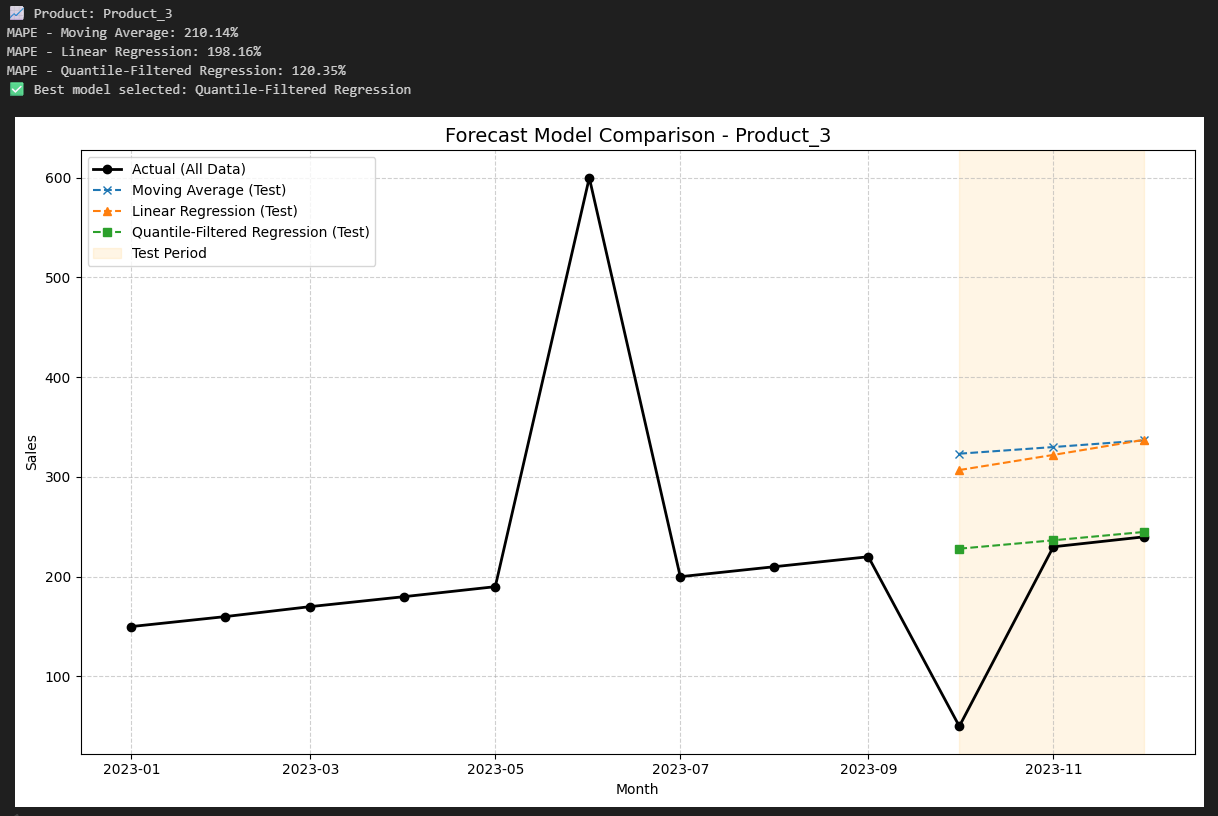 📈 Product: Product_3
MAPE - Moving Average: 210.14%
MAPE - Linear Regression: 198.16%
MAPE - Quantile-Filtered Regression: 120.35%
✅ Best model selected: Quantile-Filtered Regression
Forecast Model Comparison - Product_3
Actual (All Data)
Moving Average (Test)
Linear Regression (Test)
Quantile-Filtered Regression (Test)
Test Period
Sales
600
500
400
300
200
100
2023-01 2023-03 2023-05 2023-07 2023-09 2023-11
Month